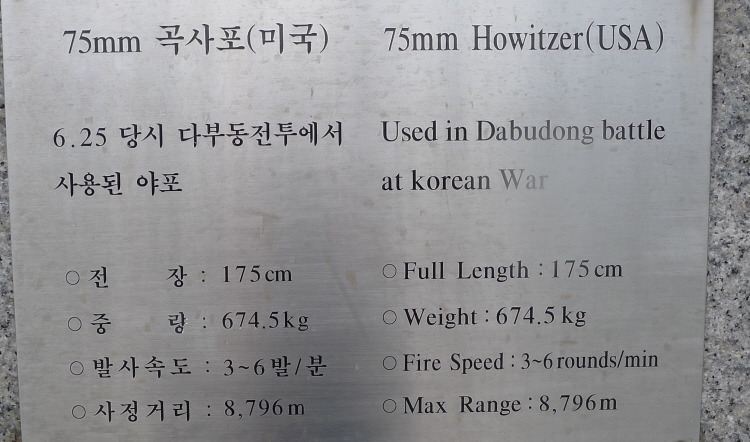 75mm 곡사포(미국)
6.25 당시 다부동전투에서
사용된 야포
○ 전 장 : 175cm
○ 중 량 : 674.5kg
○ 발사속도 : 3~6발/분
○ 사정거리 : 8,796m
75mm Howitzer(USA)
Used in Dabudong battle
at korean War
○ Full Length : 175cm
○ Weight : 674.5kg
○ Fire Speed : 3~6rounds/min
○ Max Range : 8,796m